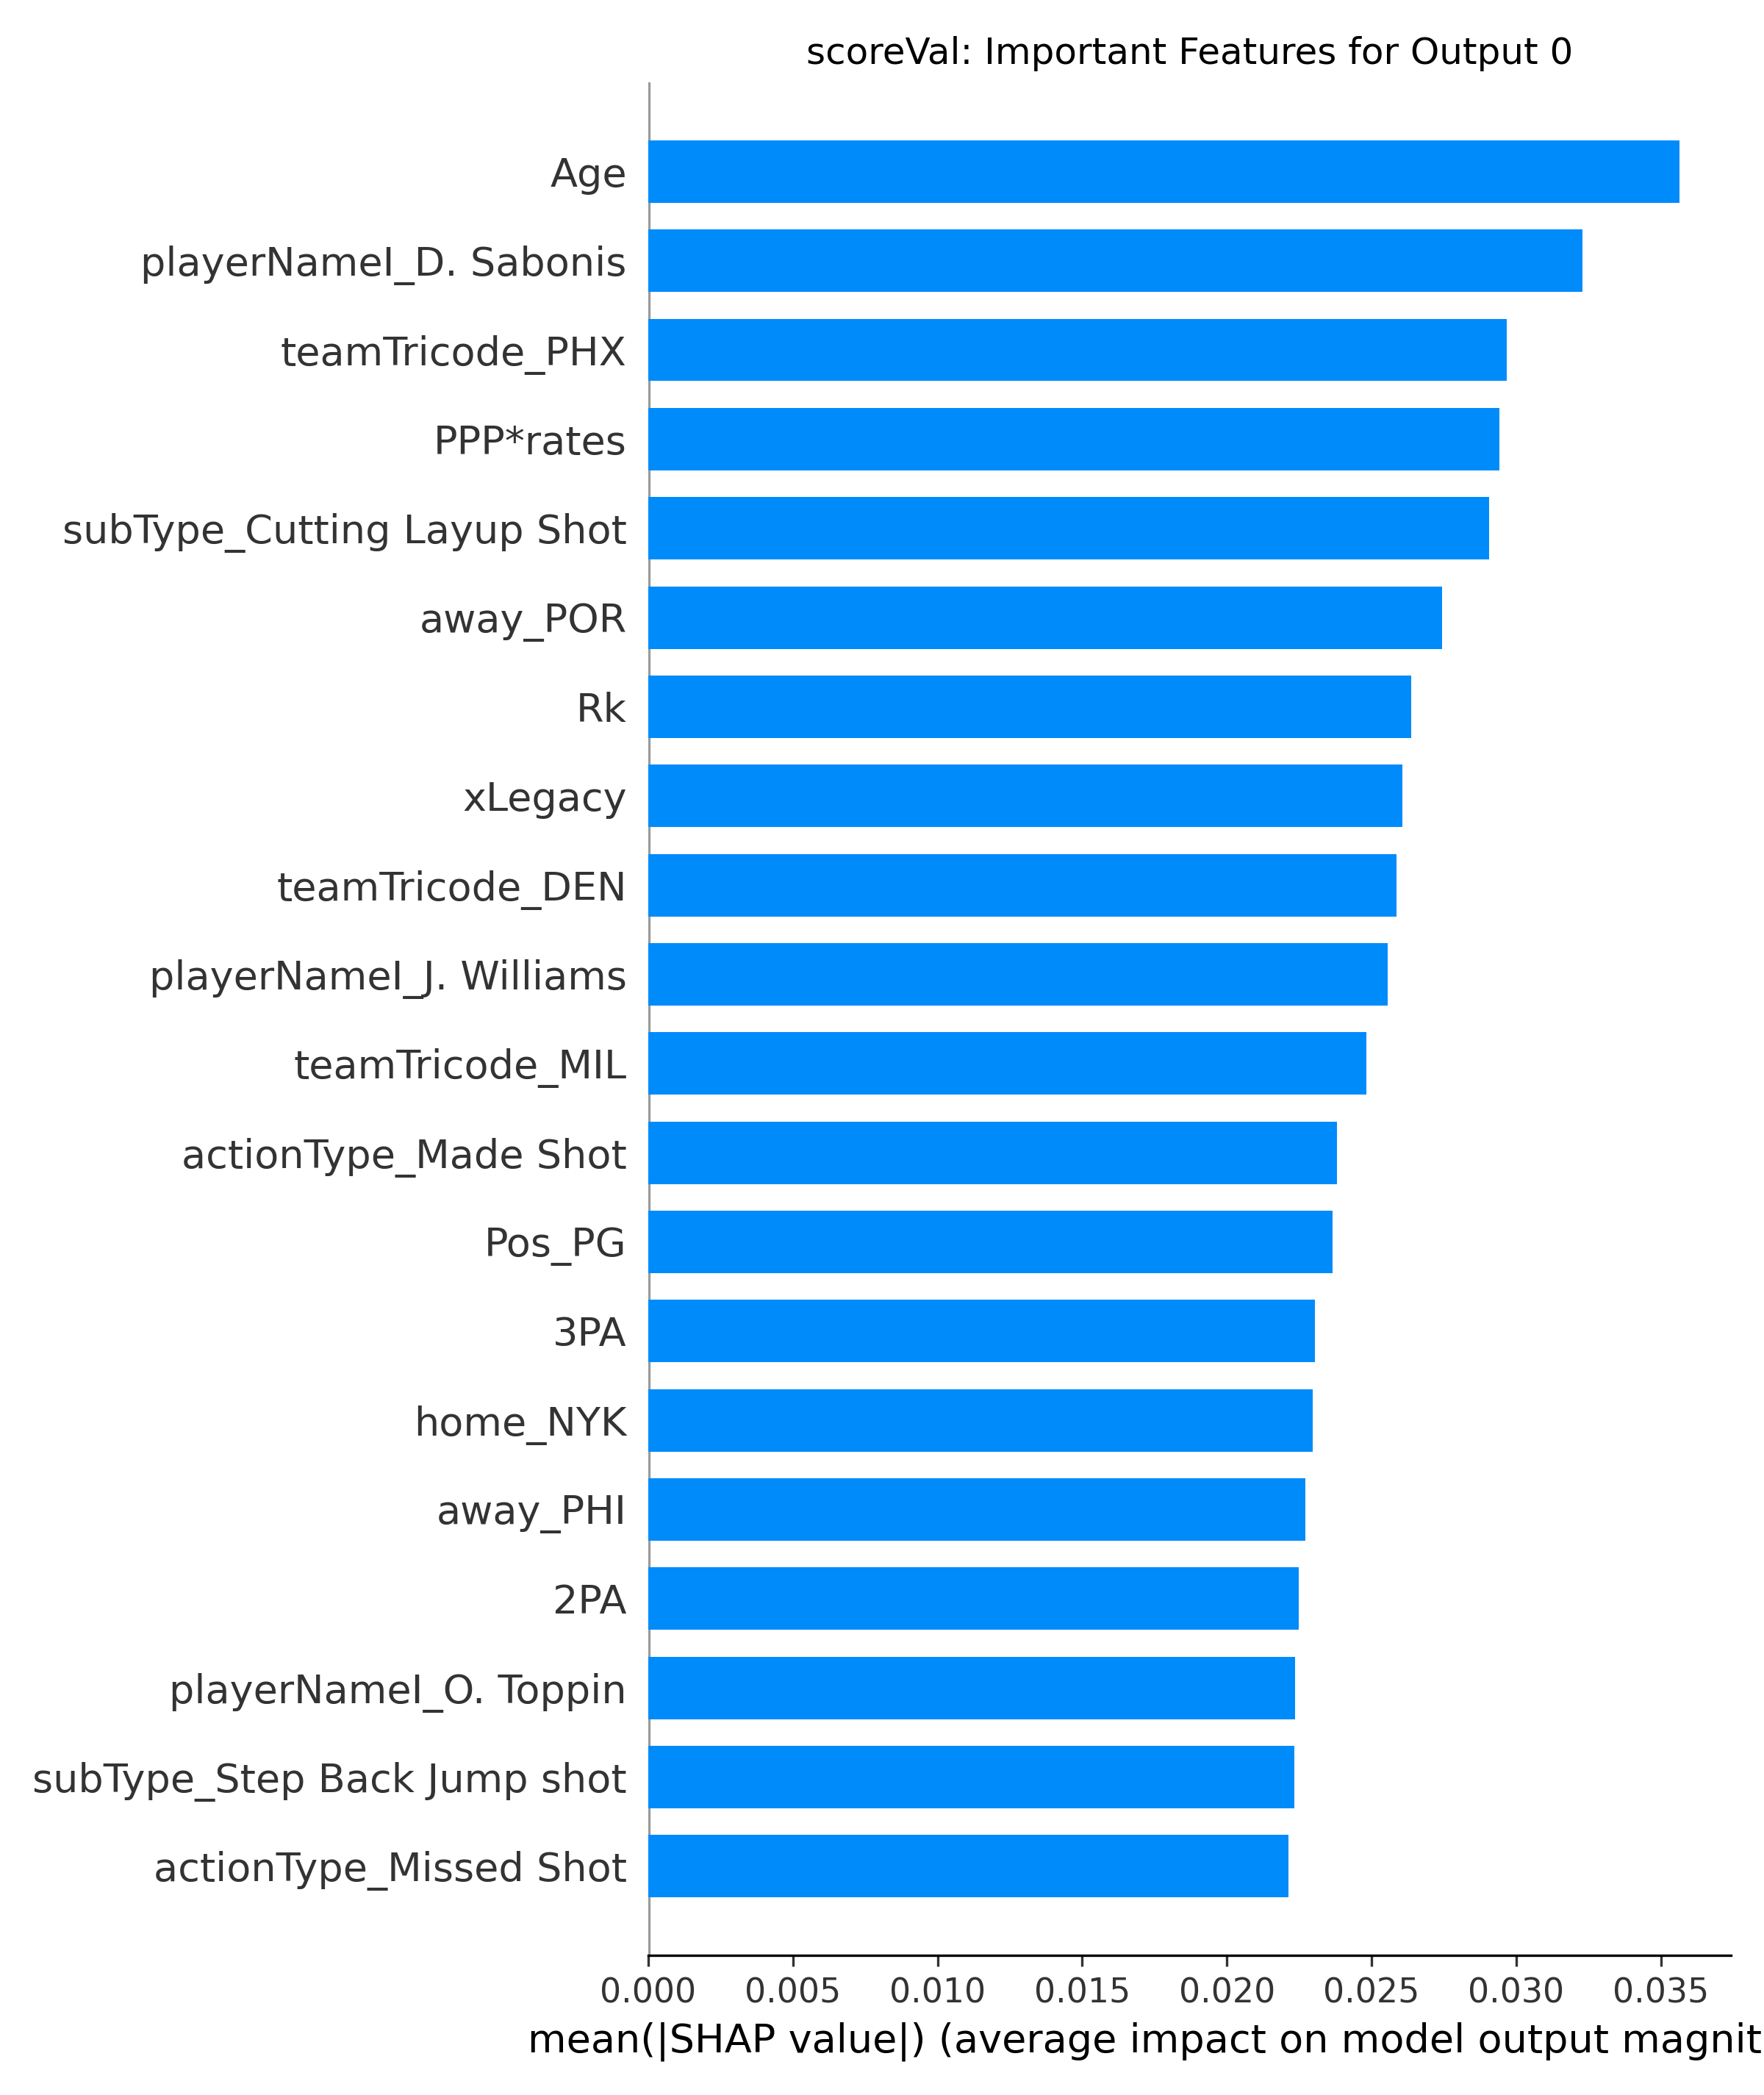 scoreVal: Important Features for Output 0
Age
playerNameI_D. Sabonis
teamTricode_PHX
PPP*rates
subType_Cutting Layup Shot
away_POR
Rk
xLegacy
teamTricode_DEN
playerNameI_J. Williams
teamTricode_MIL
actionType_Made Shot
Pos_PG
3PA
home_NYK
away_PHI
2PA
playerNameI_O. Toppin
subType_Step Back Jump shot
actionType_Missed Shot
0.000 0.005 0.010 0.015 0.020 0.025 0.030 0.035
mean(|SHAP value|) (average impact on model output magnit